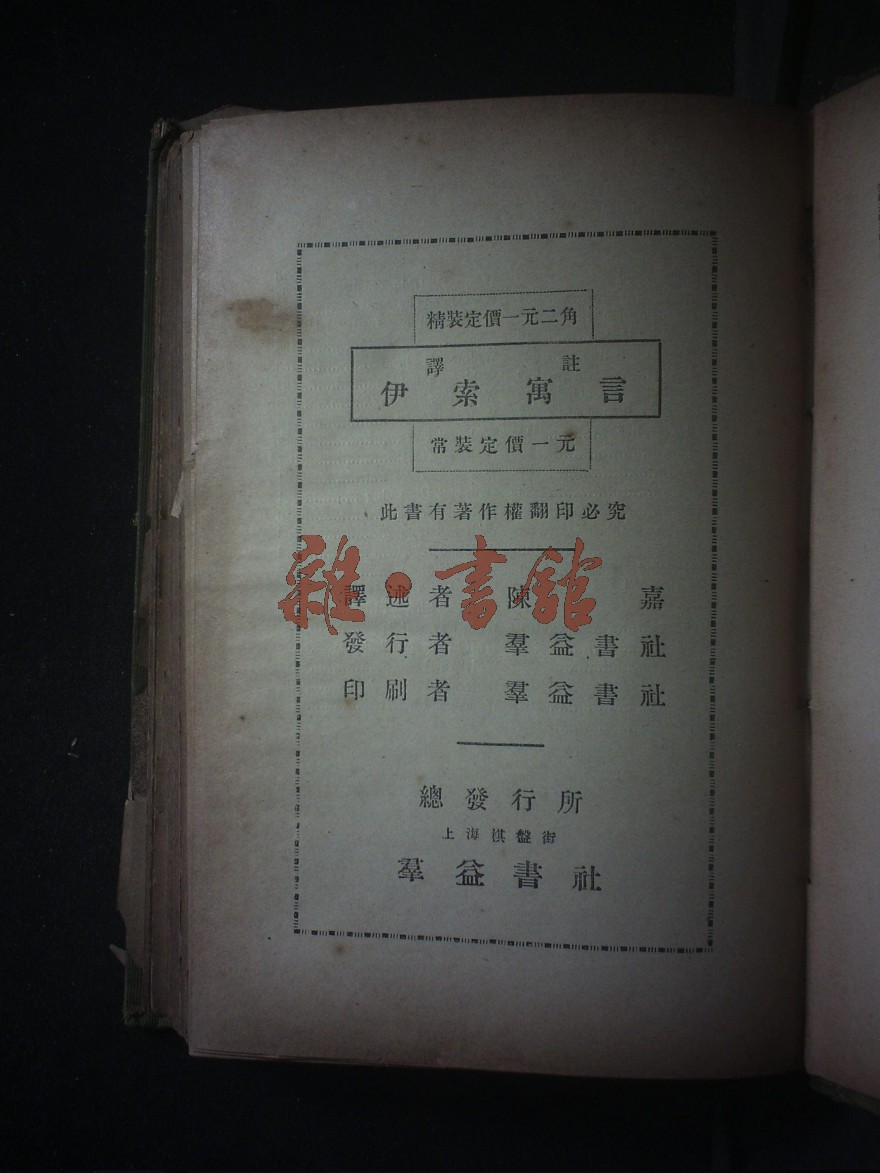 精裝定價一元二角
譯註
伊索寓言
常裝定價一元
此書有著作權翻印必究
雜·書館
譯述者 陳嘉
發行者 羣益書社
印刷者 羣益書社
總發行所
上海棋盤街
羣益書社